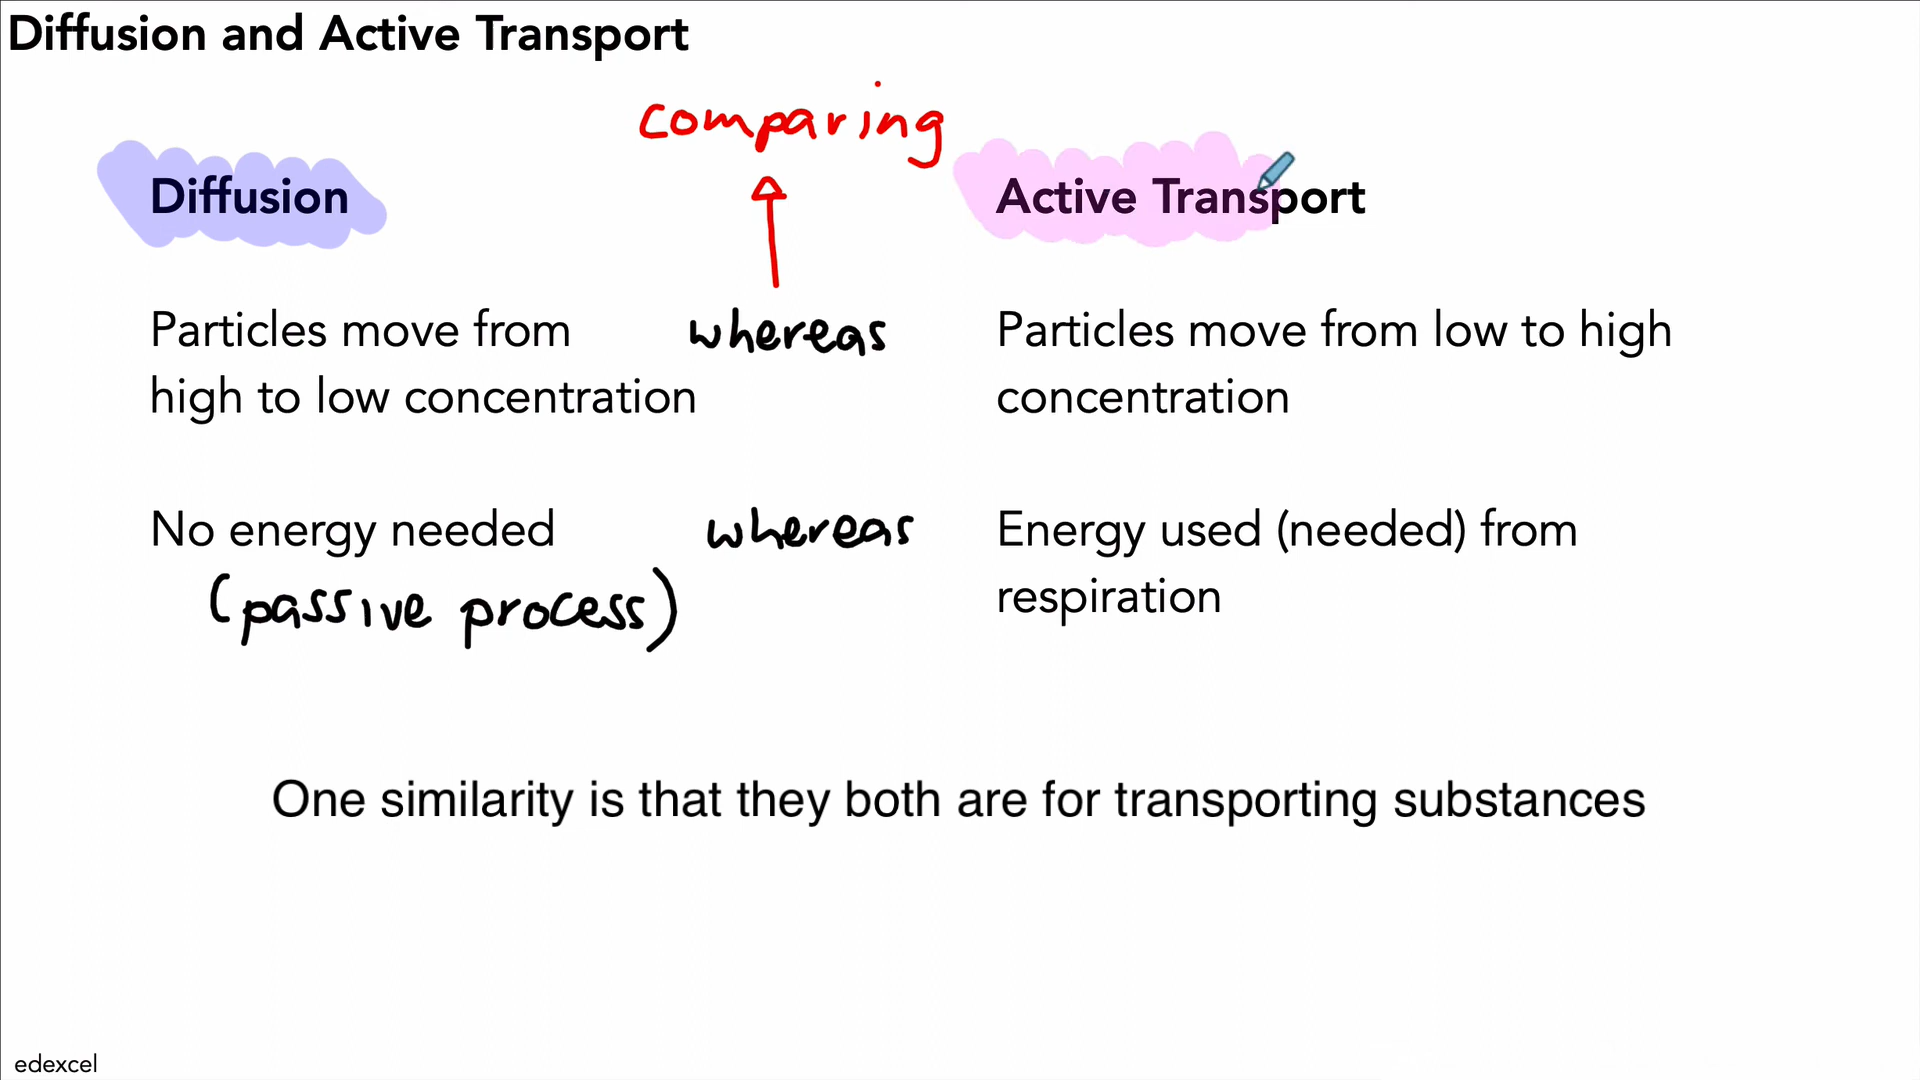 Diffusion and Active Transport
comparing
Diffusion
Active Transport
Particles move from
high to low concentration
whereas
Particles move from low to high
concentration
No energy needed
(passive process)
whereas
Energy used (needed) from
respiration
One similarity is that they both are for transporting substances
edexcel